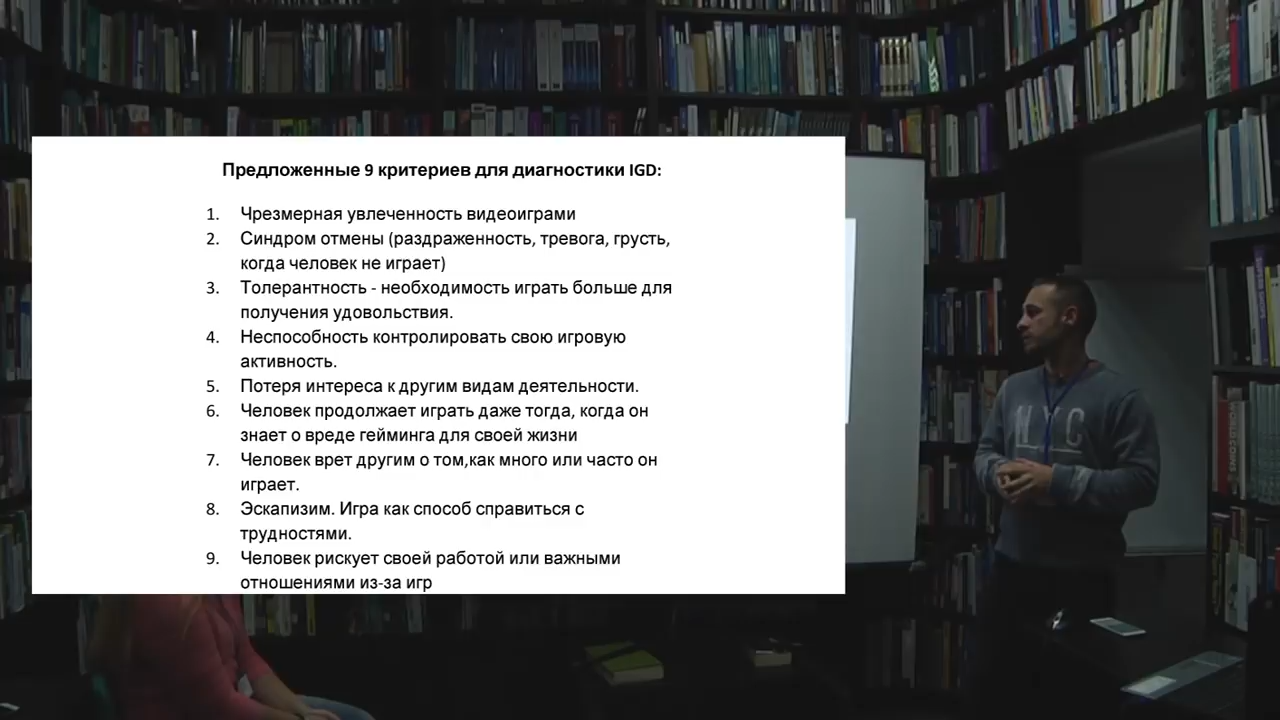 Предложенные 9 критериев для диагностики IGD:
1. Чрезмерная увлеченность видеоиграми
2. Синдром отмены (раздраженность, тревога, грусть,
когда человек не играет)
3. Толерантность - необходимость играть больше для
получения удовольствия.
4. Неспособность контролировать свою игровую
активность.
5. Потеря интереса к другим видам деятельности.
6. Человек продолжает играть даже тогда, когда он
знает о вреде гейминга для своей жизни
7. Человек врет другим о том,как много или часто он
играет.
8. Эскапизим. Игра как способ справиться с
трудностями.
9. Человек рискует своей работой или важными
отношениями из-за игр
NYC
WORLD COINS